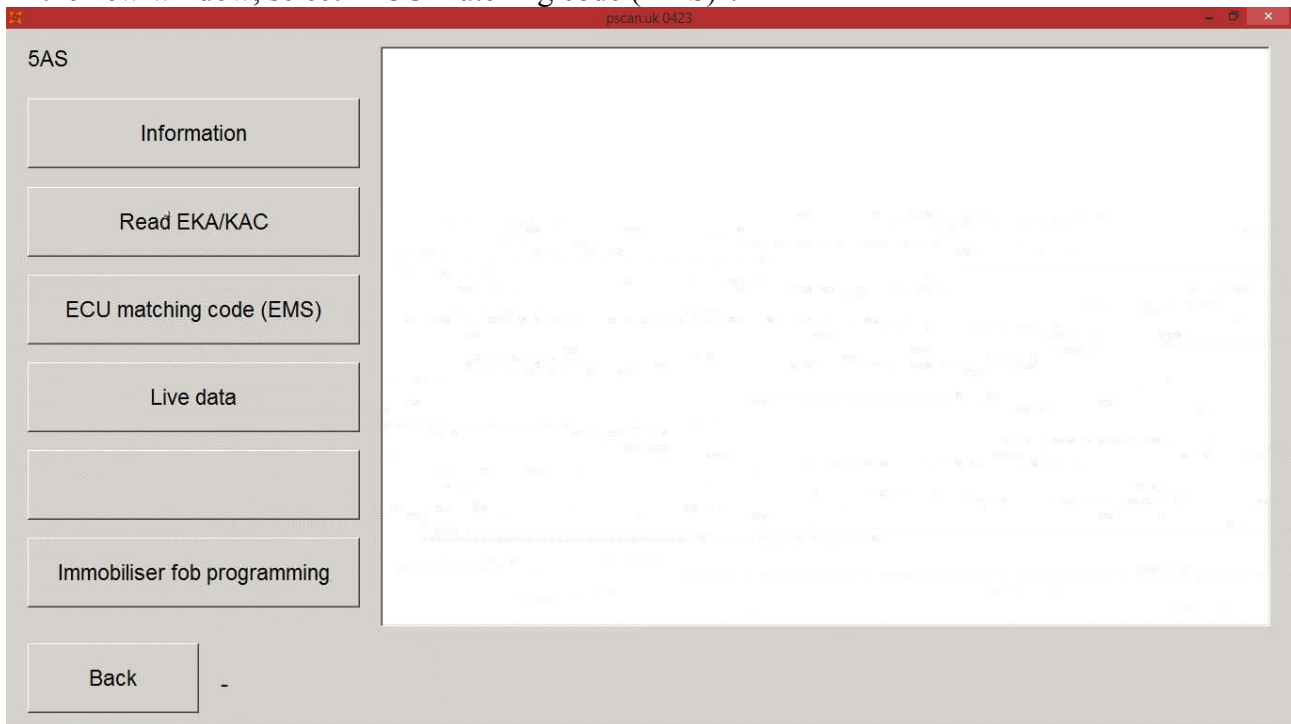 pscan.uk 0423
5AS
Information
Read EKA/KAC
ECU matching code (EMS)
Live data
Immobiliser fob programming
Back -